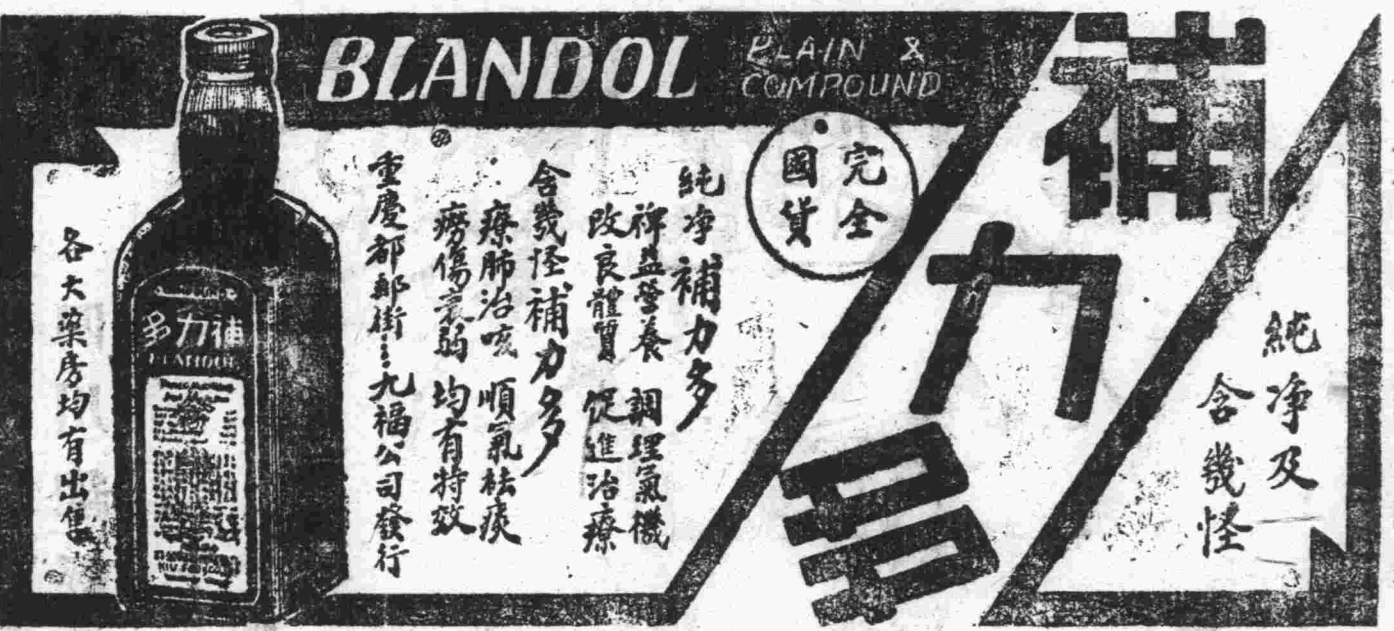 BLANDOL
PLAIN &
COMPOUND
補力多
純净及
含幾怪
完全
國貨
純净補力多
裨益營養 調理氣機
改良體質 促進治療
含幾怪補力多
療肺治咳 順氣祛痰
癆傷衰弱 均有特效
重慶都郵街…九福公司發行
各大藥房均有出售
補力多
BLANDOL